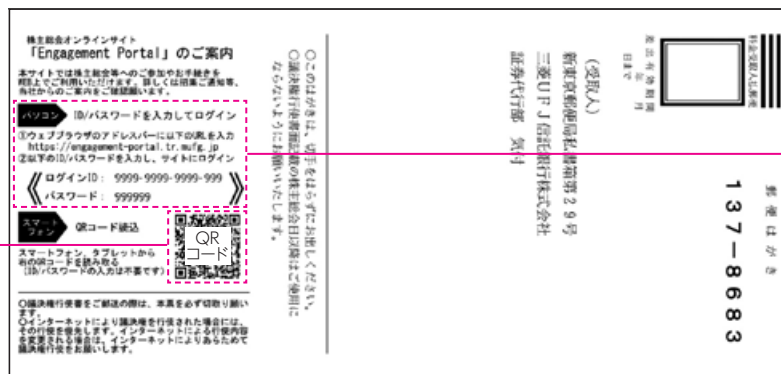 株主総会オンラインサイト
「Engagement Portal」のご案内
本サイトでは株主総会等へのご参加やお手続きを
WEB上でご利用いただけます。詳しくは招集ご通知等、
当社からのご案内をご確認願います。
パソコン
ID/パスワードを入力してログイン
①ウェブブラウザのアドレスバーに以下のURLを入力
https://engagement-portal.tr.mufg.jp
②以下のID/パスワードを入力し、サイトにログイン
ログインID: 9999-9999-9999-999
パスワード: 999999
スマートフォン
QRコード読込
スマートフォン、タブレットから
右のQRコードを読み取る
(ID/パスワードの入力は不要です)
QR
コード
○議決権行使書をご郵送の際は、本票を必ず切取り願い
ます。
○インターネットにより議決権を行使された場合には、
その行使を優先します。インターネットによる行使内容
を変更される場合は、インターネットによりあらためて
議決権行使をお願いします。
○このはがきは、切手をはらずにお出しください。
○議決権行使書面記載の株主総会日以降はご使用に
ならないようにお願いいたします。
料金受取人払郵便
差出有効期間
年 月
日まで
(受取人)
新東京郵便局私書箱第29号
三菱UFJ信託銀行株式会社
証券代行部 気付
郵便はがき
137-8683